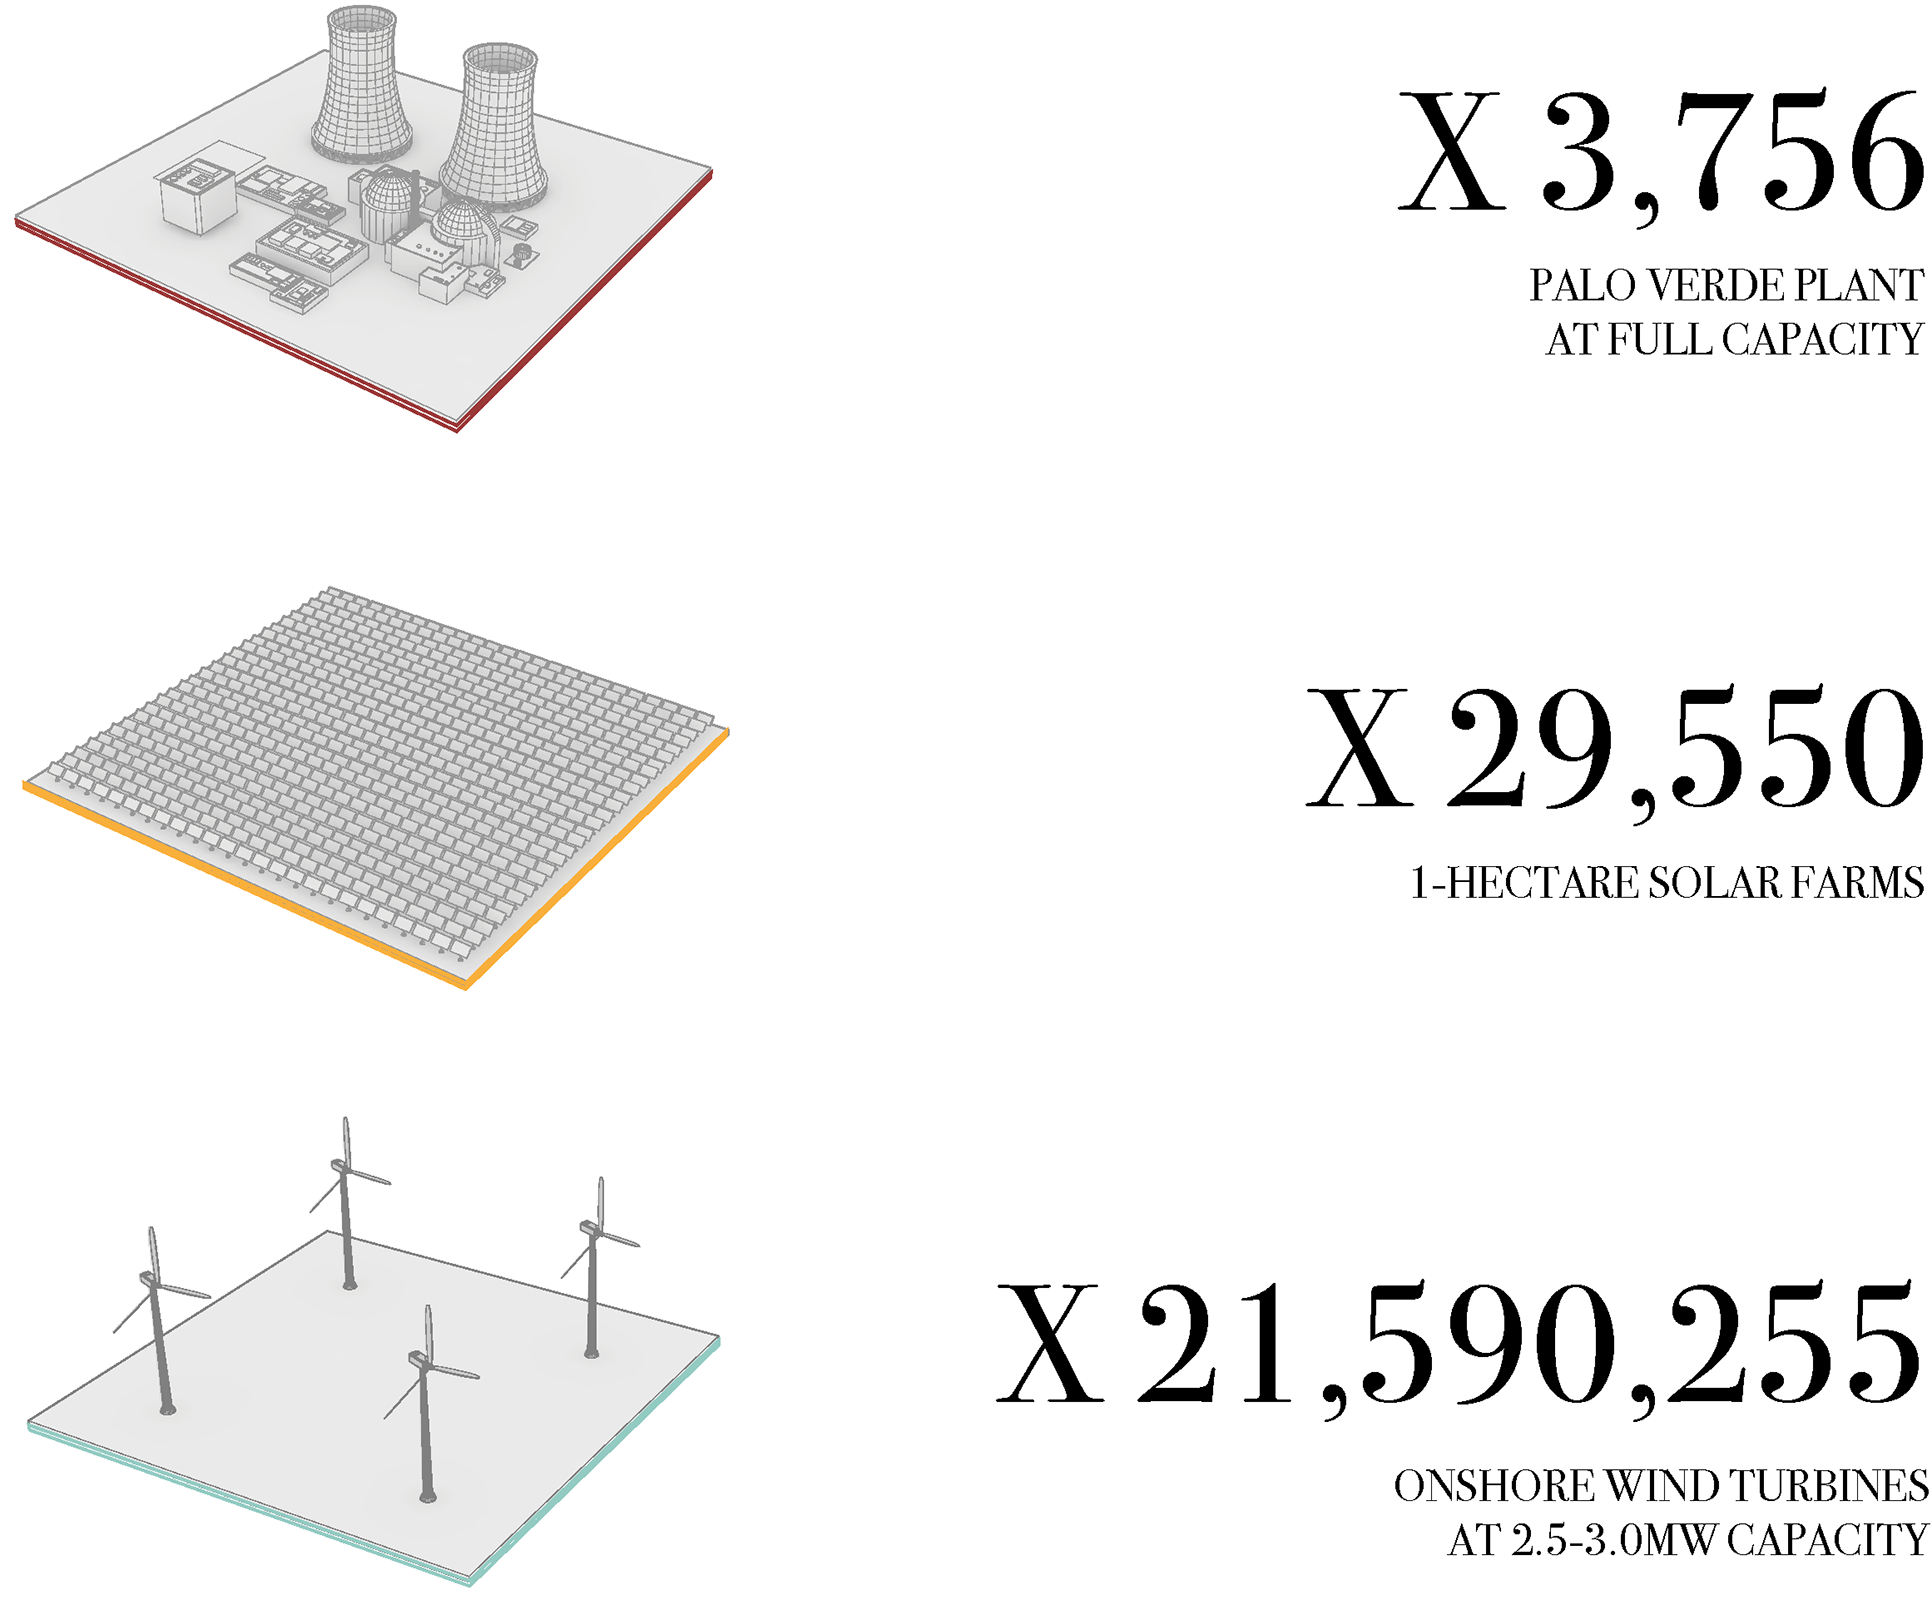 X 3,756
PALO VERDE PLANT
AT FULL CAPACITY
X 29,550
1-HECTARE SOLAR FARMS
X 21,590,255
ONSHORE WIND TURBINES
AT 2.5-3.0MW CAPACITY